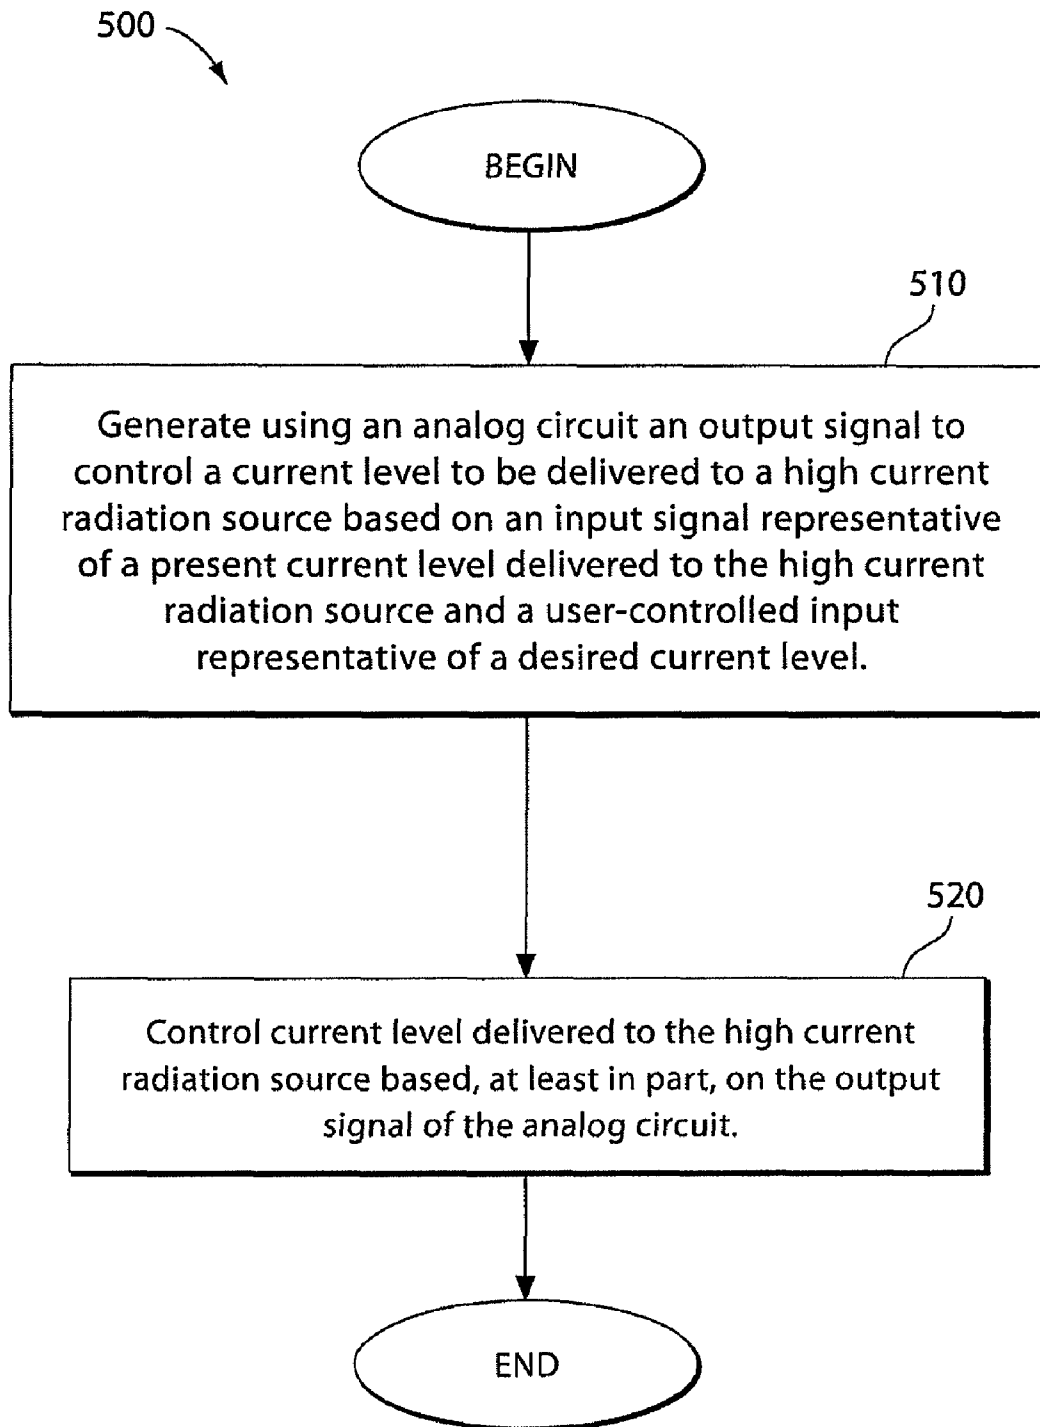 500
BEGIN
510
Generate using an analog circuit an output signal to
control a current level to be delivered to a high current
radiation source based on an input signal representative
of a present current level delivered to the high current
radiation source and a user-controlled input
representative of a desired current level.
520
Control current level delivered to the high current
radiation source based, at least in part, on the output
signal of the analog circuit.
END